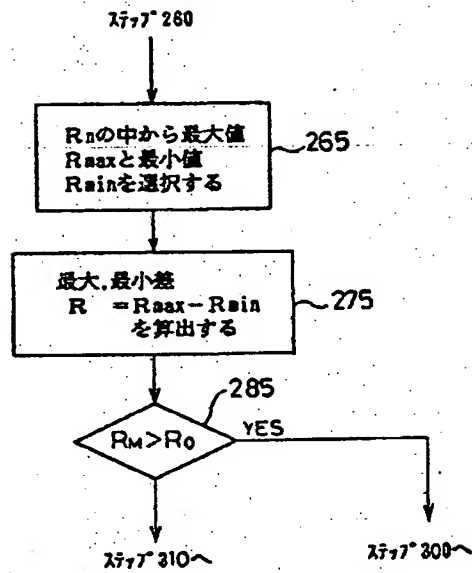 ステップ260
Rnの中から最大値
Rmaxと最小値
Rminを選択する
265
最大,最小差
R =Rmax−Rmin
を算出する
275
285
RM>R0
YES
ステップ310へ
ステップ300へ